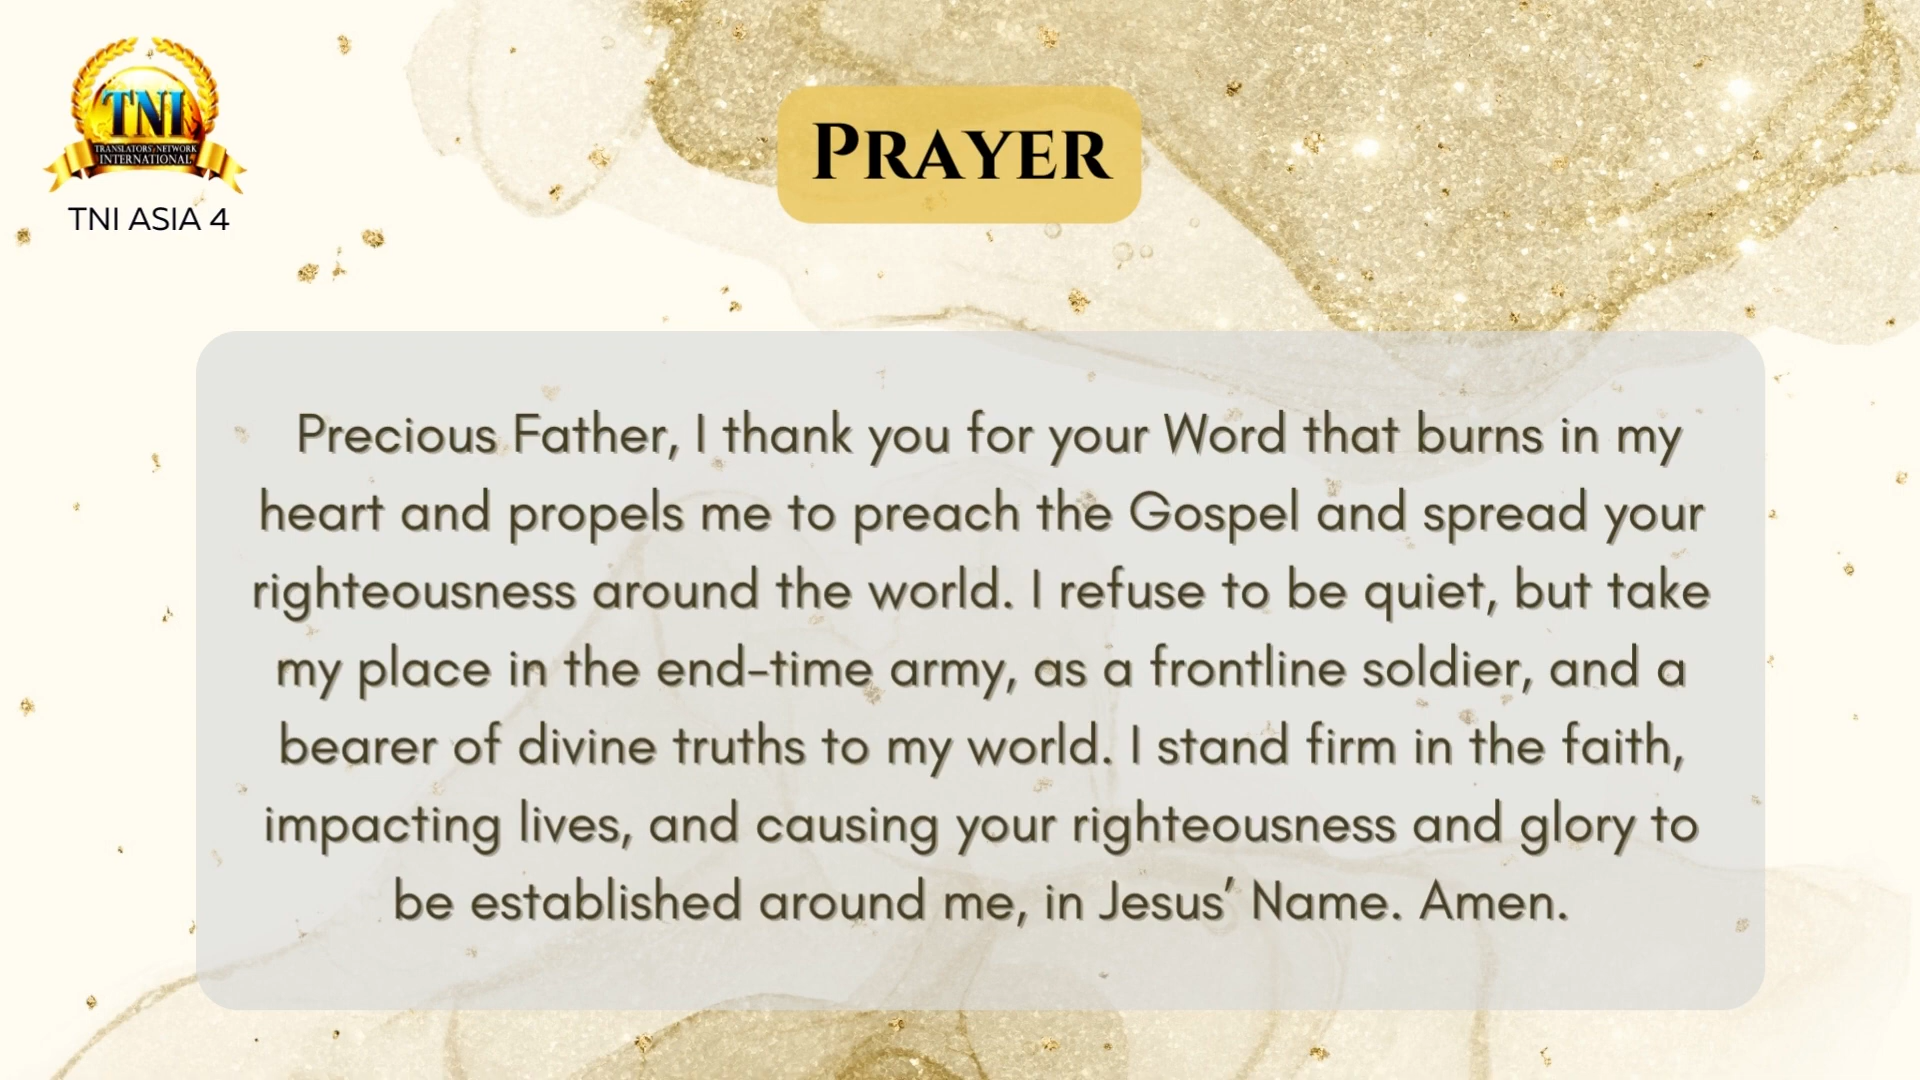 TNI
TRANSLATORS' NETWORK
INTERNATIONAL
TNI ASIA 4
PRAYER
Precious Father, I thank you for your Word that burns in my
heart and propels me to preach the Gospel and spread your
righteousness around the world. I refuse to be quiet, but take
my place in the end-time army, as a frontline soldier, and a
bearer of divine truths to my world. I stand firm in the faith,
impacting lives, and causing your righteousness and glory to
be established around me, in Jesus’ Name. Amen.